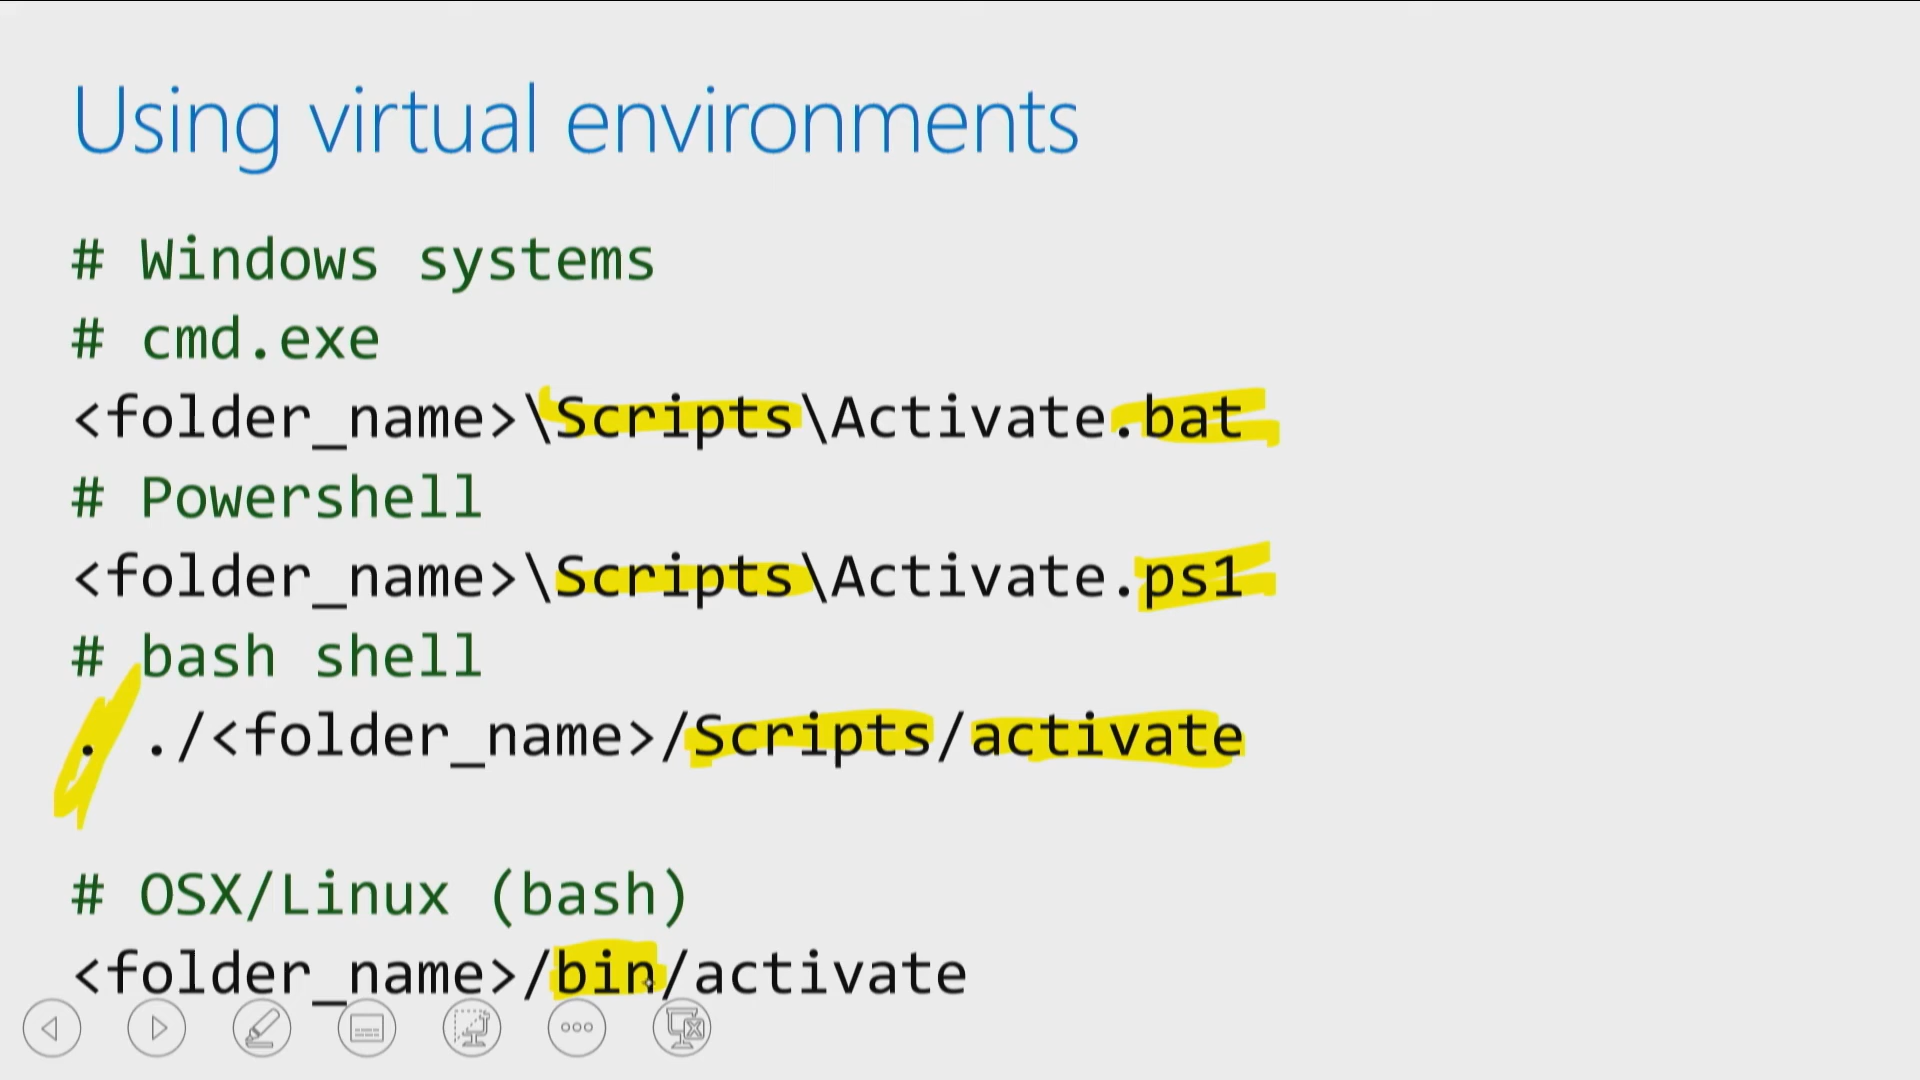 Using virtual environments
# Windows systems
# cmd.exe
<folder_name>\Scripts\Activate.bat
# Powershell
<folder_name>\Scripts\Activate.ps1
# bash shell
. ./<folder_name>/Scripts/activate
# OSX/Linux (bash)
<folder_name>/bin/activate